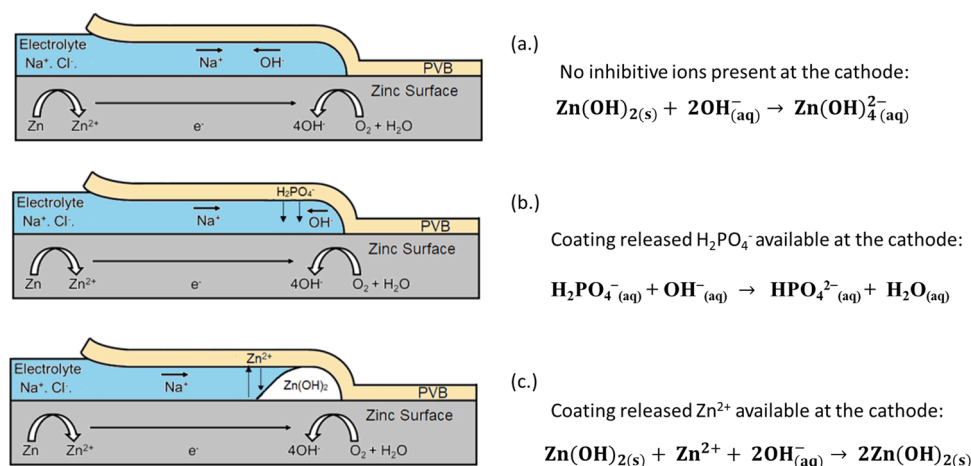 Electrolyte
Na⁺. Cl⁻.
Na⁺
OH⁻
PVB
Zinc Surface
Zn
Zn²⁺
e⁻
4OH⁻
O₂ + H₂O
(a.)
No inhibitive ions present at the cathode:
Zn(OH)₂₍s₎ + 2OH⁻₍aq₎ → Zn(OH)₄²⁻₍aq₎
H₂PO₄⁻
Electrolyte
Na⁺. Cl⁻.
Na⁺
OH⁻
PVB
Zinc Surface
Zn
Zn²⁺
e⁻
4OH⁻
O₂ + H₂O
(b.)
Coating released H₂PO₄⁻ available at the cathode:
H₂PO₄⁻₍aq₎ + OH⁻₍aq₎ → HPO₄²⁻₍aq₎ + H₂O₍aq₎
Zn²⁺
Electrolyte
Na⁺. Cl⁻.
Na⁺
Zn(OH)₂
PVB
Zinc Surface
Zn
Zn²⁺
e⁻
4OH⁻
O₂ + H₂O
(c.)
Coating released Zn²⁺ available at the cathode:
Zn(OH)₂₍s₎ + Zn²⁺ + 2OH⁻₍aq₎ → 2Zn(OH)₂₍s₎